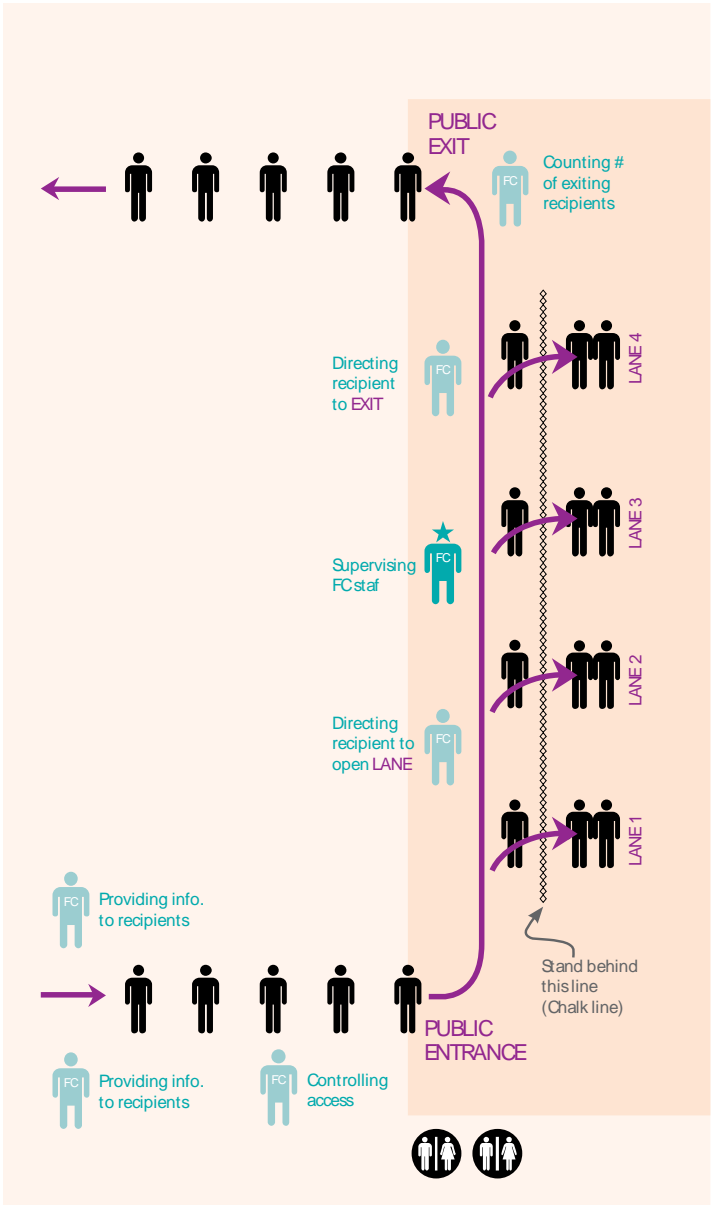 PUBLIC
EXIT
FC
Counting #
of exiting
recipients
Directing
recipient
to EXIT
FC
LANE 4
Supervising
FC staf
FC
LANE 3
Directing
recipient to
open LANE
FC
LANE 2
LANE 1
FC
Providing info.
to recipients
Stand behind
this line
(Chalk line)
PUBLIC
ENTRANCE
FC
Providing info.
to recipients
FC
Controlling
access